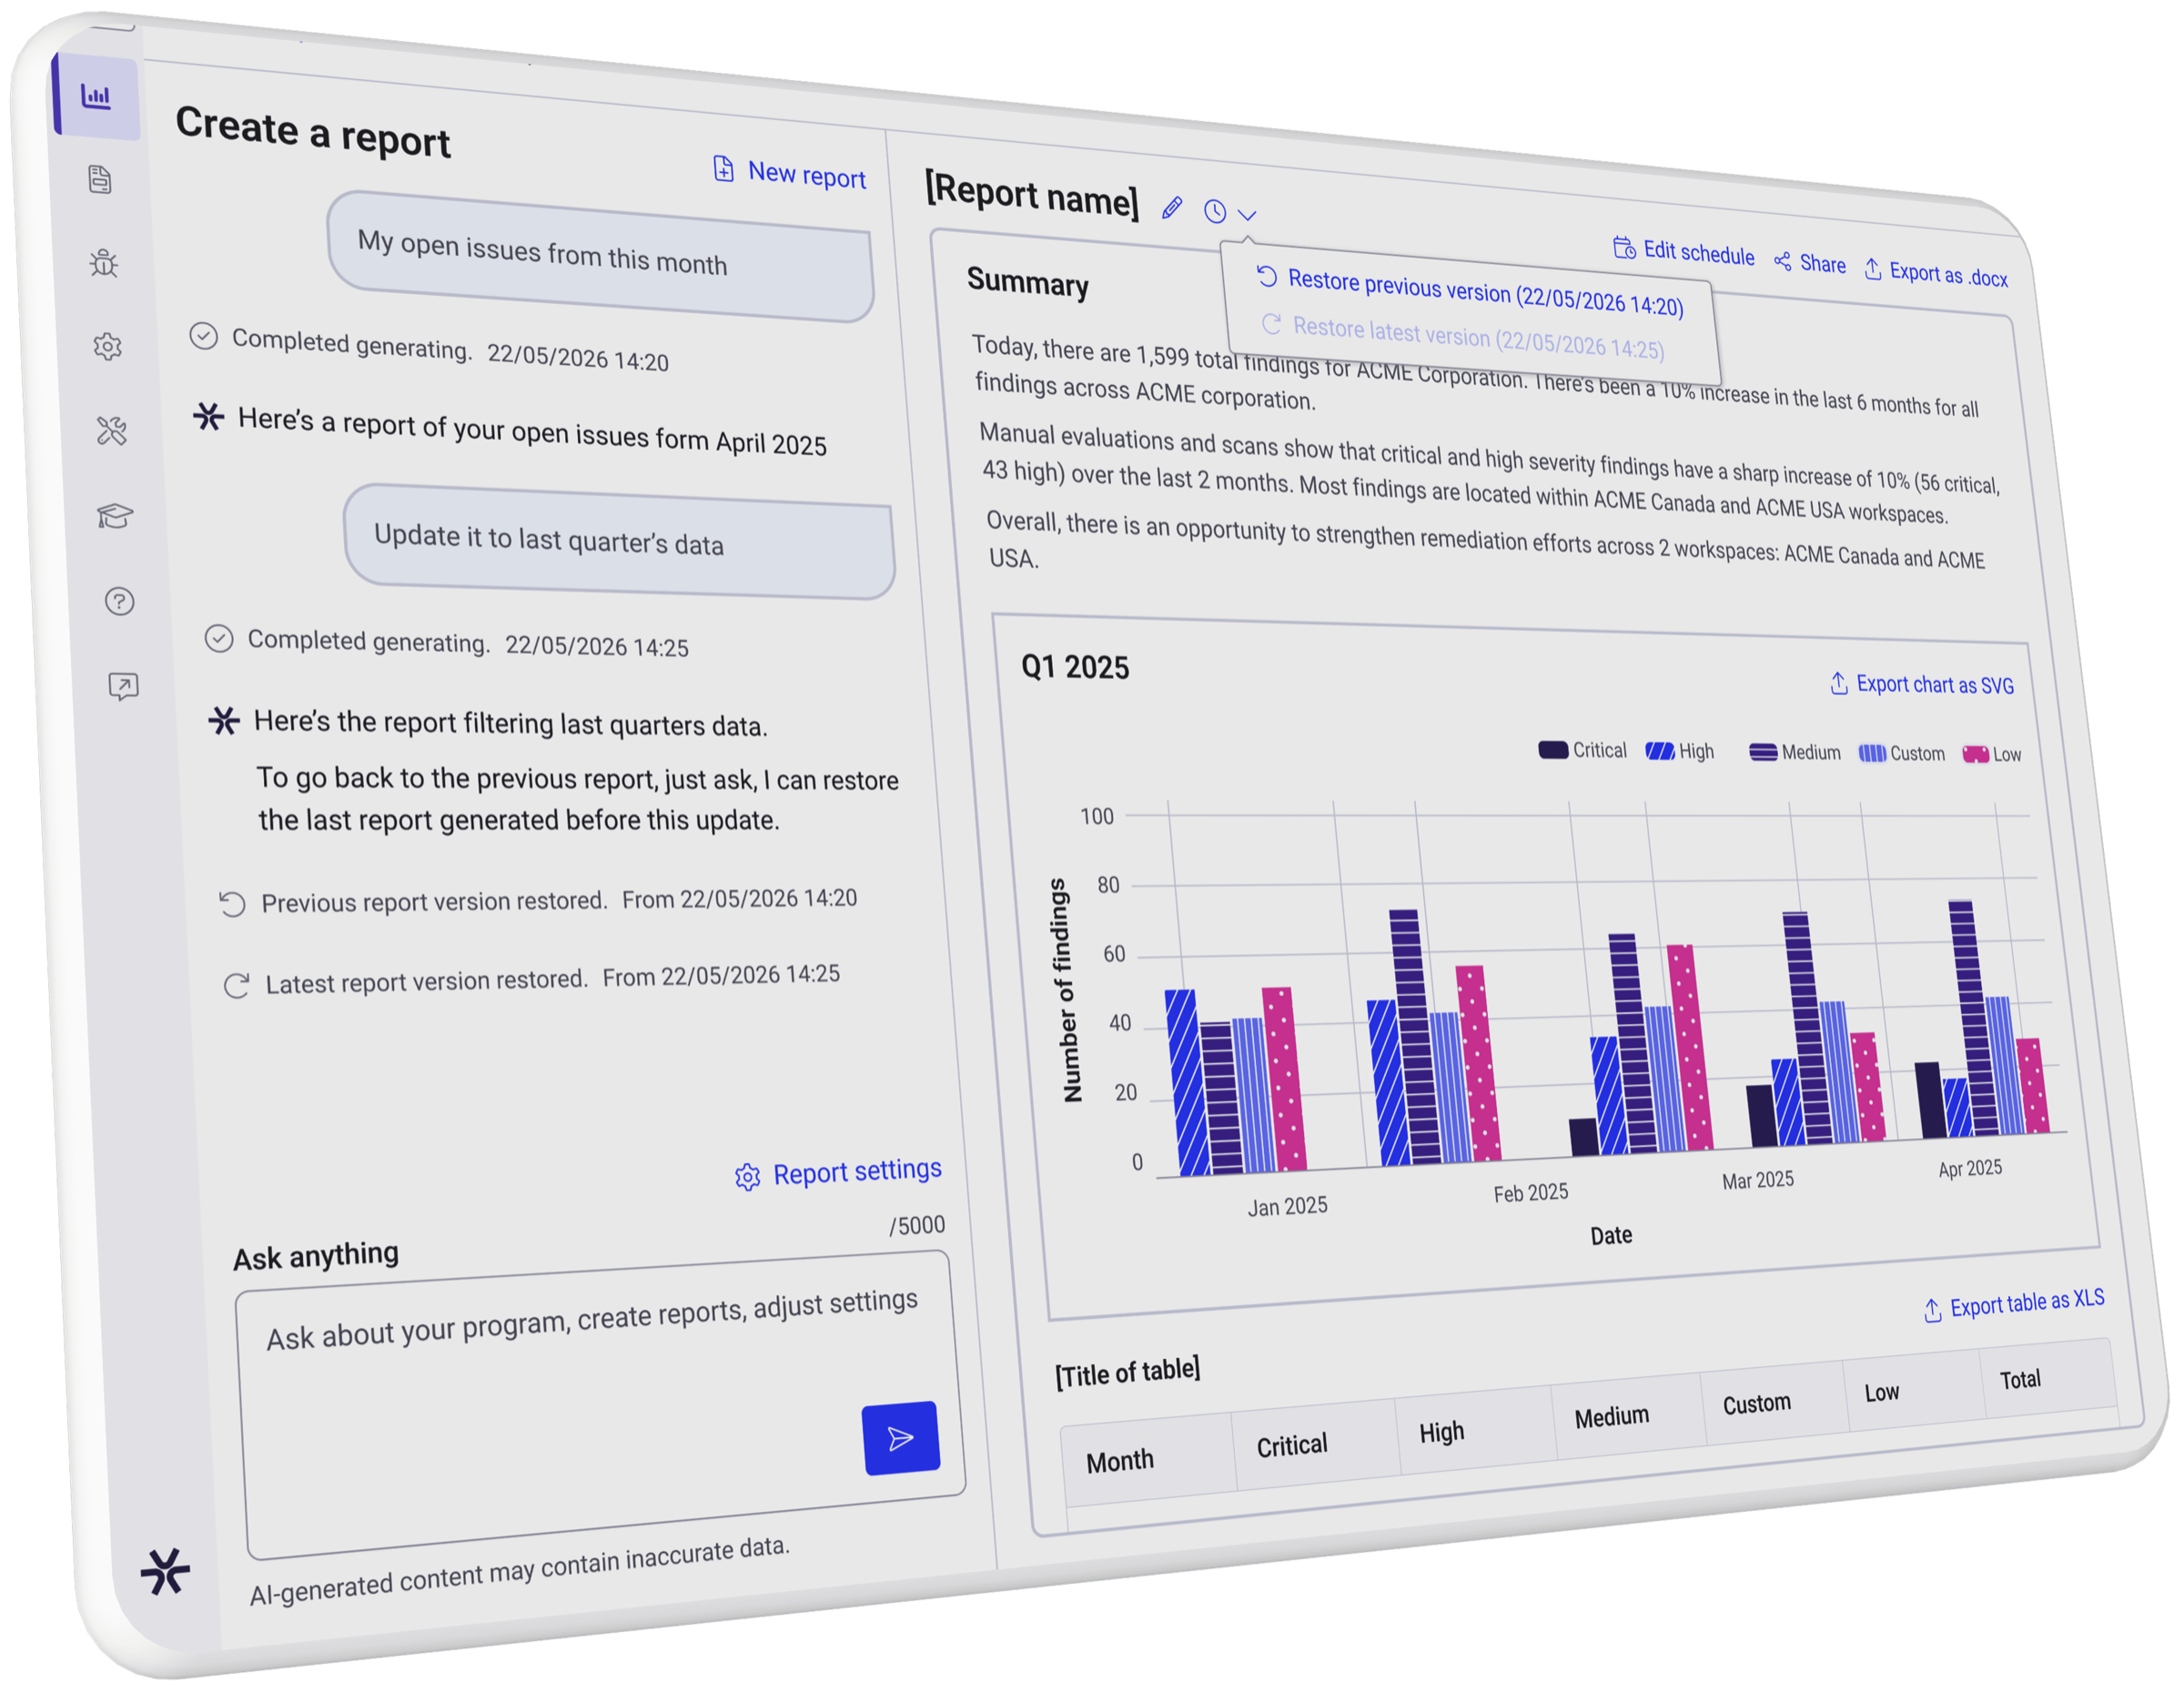 Create a report
New report
My open issues from this month
Completed generating. 22/05/2026 14:20
Here’s a report of your open issues form April 2025
Update it to last quarter’s data
Completed generating. 22/05/2026 14:25
Here’s the report filtering last quarters data.
To go back to the previous report, just ask, I can restore
the last report generated before this update.
Previous report version restored. From 22/05/2026 14:20
Latest report version restored. From 22/05/2026 14:25
Report settings
/5000
Ask anything
Ask about your program, create reports, adjust settings
AI-generated content may contain inaccurate data.
[Report name]
Edit schedule
Share
Export as .docx
Restore previous version (22/05/2026 14:20)
Restore latest version (22/05/2026 14:25)
Summary
Today, there are 1,599 total findings for ACME Corporation. There’s been a 10% increase in the last 6 months for all
findings across ACME corporation.
Manual evaluations and scans show that critical and high severity findings have a sharp increase of 10% (56 critical,
43 high) over the last 2 months. Most findings are located within ACME Canada and ACME USA workspaces.
Overall, there is an opportunity to strengthen remediation efforts across 2 workspaces: ACME Canada and ACME
USA.
Q1 2025
Export chart as SVG
Critical High Medium Custom Low
Number of findings
100
80
60
40
20
0
Jan 2025 Feb 2025 Mar 2025 Apr 2025
Date
Export table as XLS
[Title of table]
Month Critical High Medium Custom Low Total